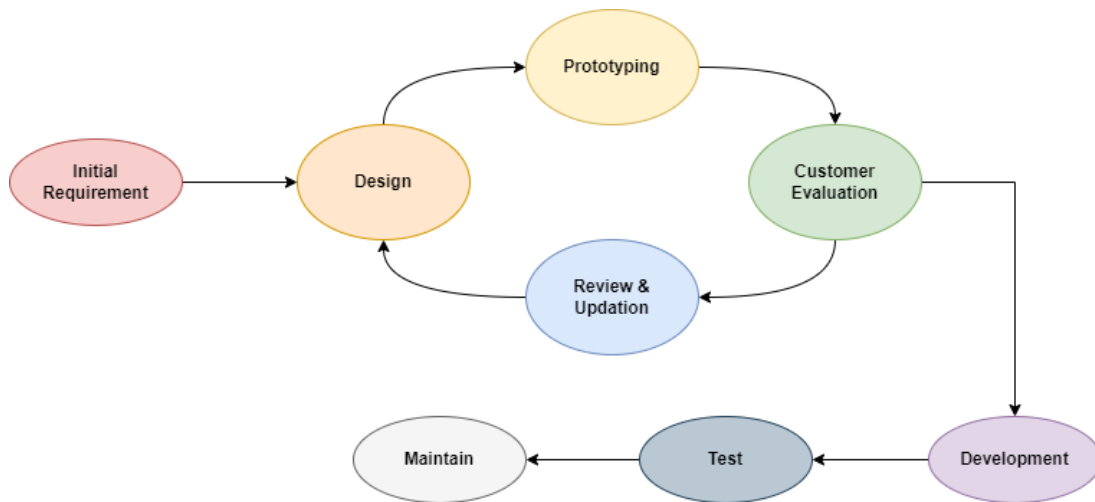 Prototyping
Initial
Requirement
Design
Customer
Evaluation
Review &
Updation
Maintain
Test
Development